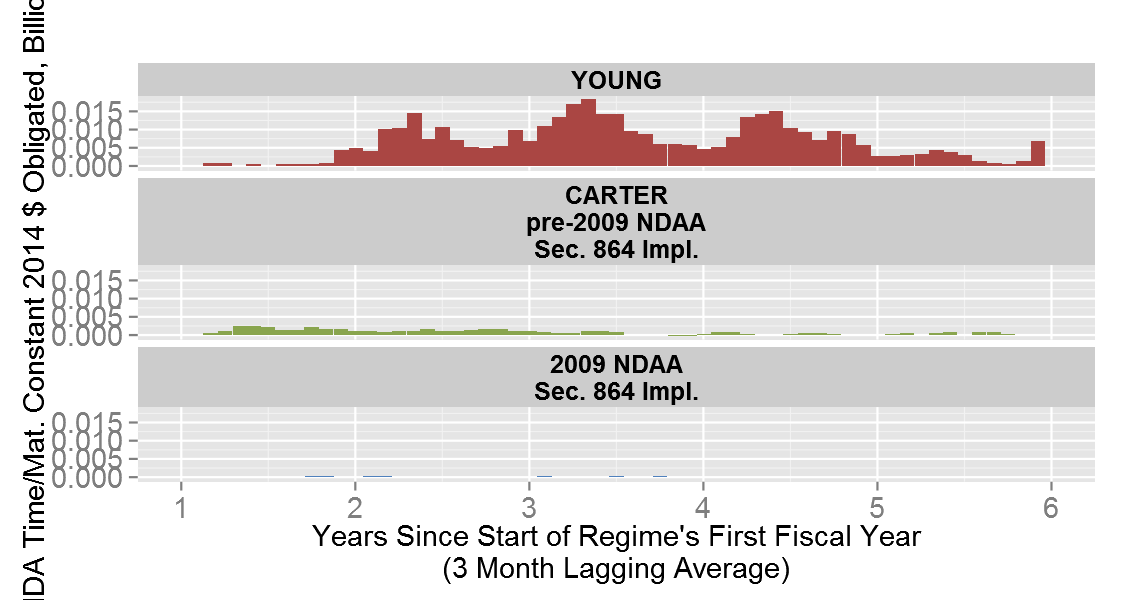 NDA Time/Mat. Constant 2014 $ Obligated, Billio
YOUNG
0.015
0.010
0.005
0.000
CARTER
pre-2009 NDAA
Sec. 864 Impl.
0.015
0.010
0.005
0.000
2009 NDAA
Sec. 864 Impl.
0.015
0.010
0.005
0.000
1 2 3 4 5 6
Years Since Start of Regime's First Fiscal Year
(3 Month Lagging Average)